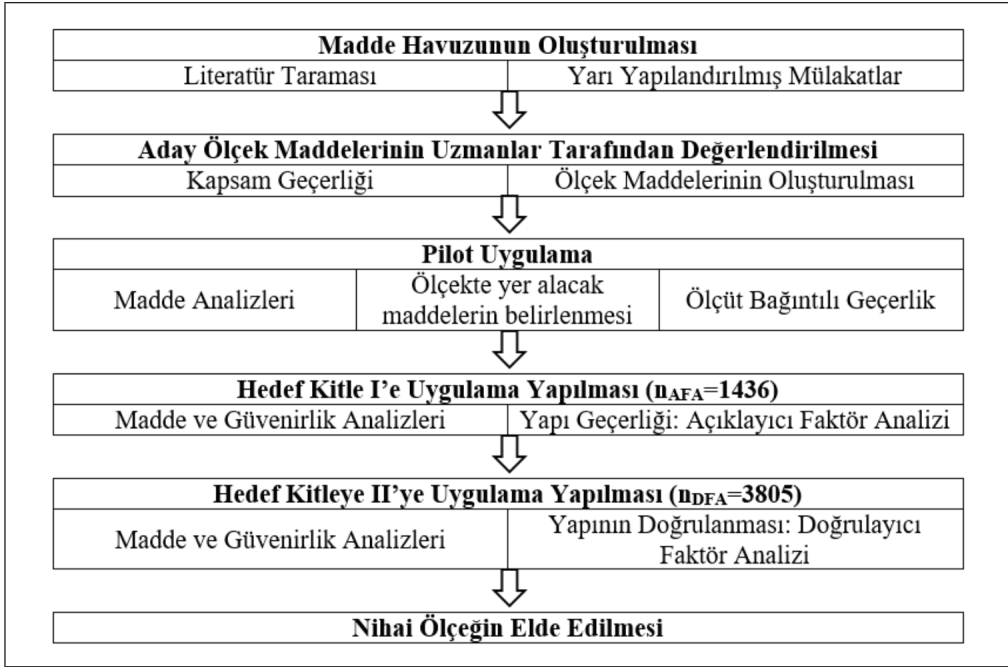 Madde Havuzunun Oluşturulması
Literatür Taraması
Yarı Yapılandırılmış Mülakatlar
Aday Ölçek Maddelerinin Uzmanlar Tarafından Değerlendirilmesi
Kapsam Geçerliği
Ölçek Maddelerinin Oluşturulması
Pilot Uygulama
Madde Analizleri
Ölçekte yer alacak
maddelerin belirlenmesi
Ölçüt Bağıntılı Geçerlik
Hedef Kitle I’e Uygulama Yapılması (nAFA=1436)
Madde ve Güvenirlik Analizleri
Yapı Geçerliği: Açıklayıcı Faktör Analizi
Hedef Kitleye II’ye Uygulama Yapılması (nDFA=3805)
Madde ve Güvenirlik Analizleri
Yapının Doğrulanması: Doğrulayıcı
Faktör Analizi
Nihai Ölçeğin Elde Edilmesi